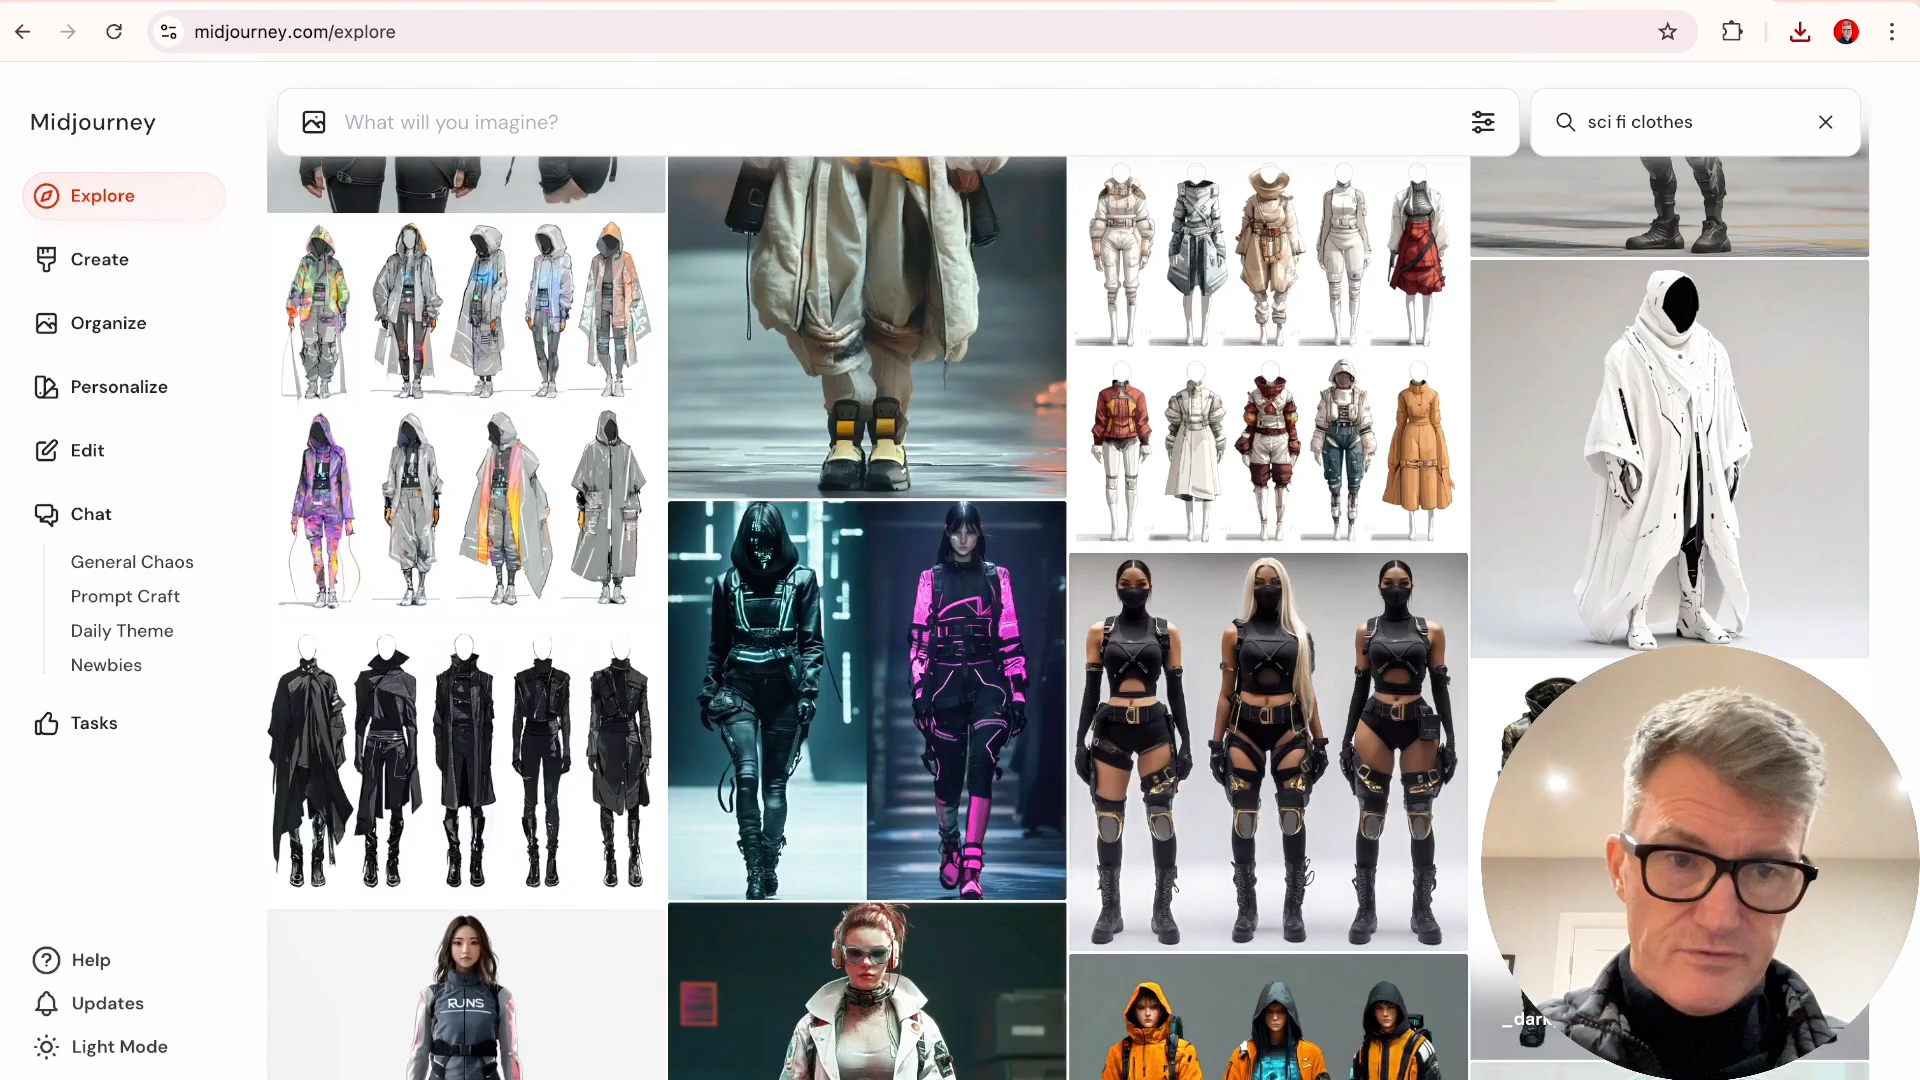 midjourney.com/explore
Midjourney
What will you imagine?
sci fi clothes
Explore
Create
Organize
Personalize
Edit
Chat
General Chaos
Prompt Craft
Daily Theme
Newbies
Tasks
RUNS
_dark
Help
Updates
Light Mode